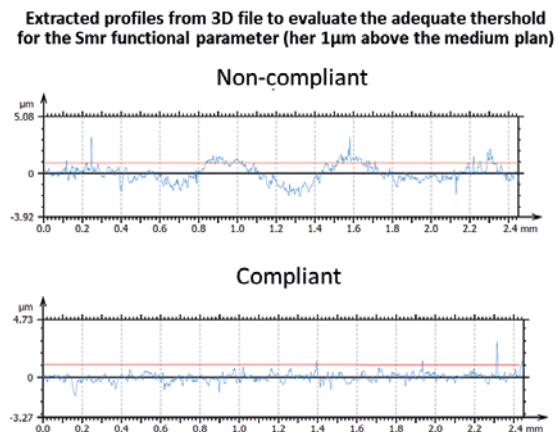 Extracted profiles from 3D file to evaluate the adequate thershold
for the Smr functional parameter (her 1µm above the medium plan)
Non-compliant
µm
5.08
0
-3.92
0.0 0.2 0.4 0.6 0.8 1.0 1.2 1.4 1.6 1.8 2.0 2.2 2.4 mm
Compliant
µm
4.73
0
-3.27
0.0 0.2 0.4 0.6 0.8 1.0 1.2 1.4 1.6 1.8 2.0 2.2 2.4 mm